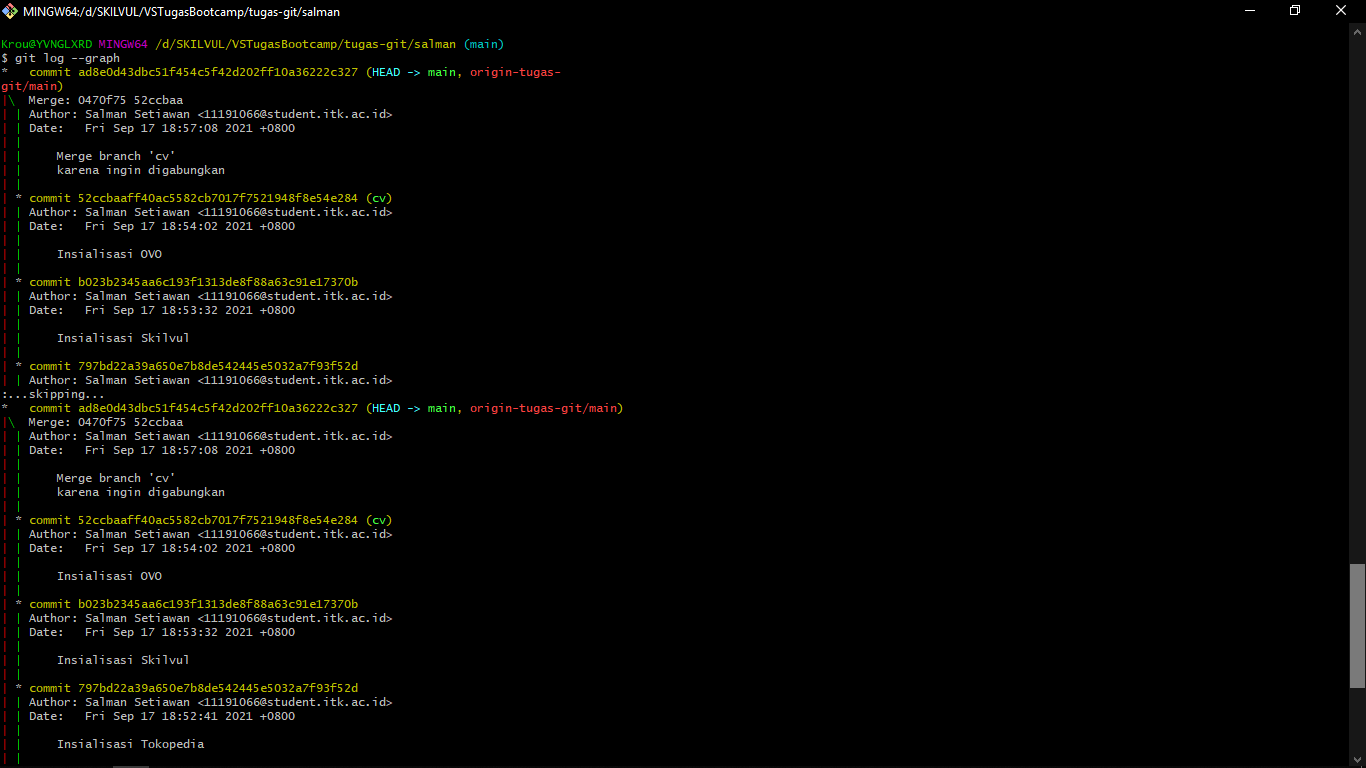 MINGW64:/d/SKILVUL/VSTugasBootcamp/tugas-git/salman
Krou@YVNGLXRD MINGW64 /d/SKILVUL/VSTugasBootcamp/tugas-git/salman (main)
$ git log --graph
*   commit ad8e0d43dbc51f454c5f42d202ff10a36222c327 (HEAD -> main, origin-tugas-
git/main)
|\  Merge: 0470f75 52ccbaa
| | Author: Salman Setiawan <11191066@student.itk.ac.id>
| | Date:   Fri Sep 17 18:57:08 2021 +0800
| |
| |     Merge branch 'cv'
| |     karena ingin digabungkan
| |
| * commit 52ccbaaff40ac5582cb7017f7521948f8e54e284 (cv)
| | Author: Salman Setiawan <11191066@student.itk.ac.id>
| | Date:   Fri Sep 17 18:54:02 2021 +0800
| |
| |     Insialisasi OVO
| |
| * commit b023b2345aa6c193f1313de8f88a63c91e17370b
| | Author: Salman Setiawan <11191066@student.itk.ac.id>
| | Date:   Fri Sep 17 18:53:32 2021 +0800
| |
| |     Insialisasi Skilvul
| |
| * commit 797bd22a39a650e7b8de542445e5032a7f93f52d
| | Author: Salman Setiawan <11191066@student.itk.ac.id>
:...skipping...
*   commit ad8e0d43dbc51f454c5f42d202ff10a36222c327 (HEAD -> main, origin-tugas-git/main)
|\  Merge: 0470f75 52ccbaa
| | Author: Salman Setiawan <11191066@student.itk.ac.id>
| | Date:   Fri Sep 17 18:57:08 2021 +0800
| |
| |     Merge branch 'cv'
| |     karena ingin digabungkan
| |
| * commit 52ccbaaff40ac5582cb7017f7521948f8e54e284 (cv)
| | Author: Salman Setiawan <11191066@student.itk.ac.id>
| | Date:   Fri Sep 17 18:54:02 2021 +0800
| |
| |     Insialisasi OVO
| |
| * commit b023b2345aa6c193f1313de8f88a63c91e17370b
| | Author: Salman Setiawan <11191066@student.itk.ac.id>
| | Date:   Fri Sep 17 18:53:32 2021 +0800
| |
| |     Insialisasi Skilvul
| |
| * commit 797bd22a39a650e7b8de542445e5032a7f93f52d
| | Author: Salman Setiawan <11191066@student.itk.ac.id>
| | Date:   Fri Sep 17 18:52:41 2021 +0800
| |
| |     Insialisasi Tokopedia
| |